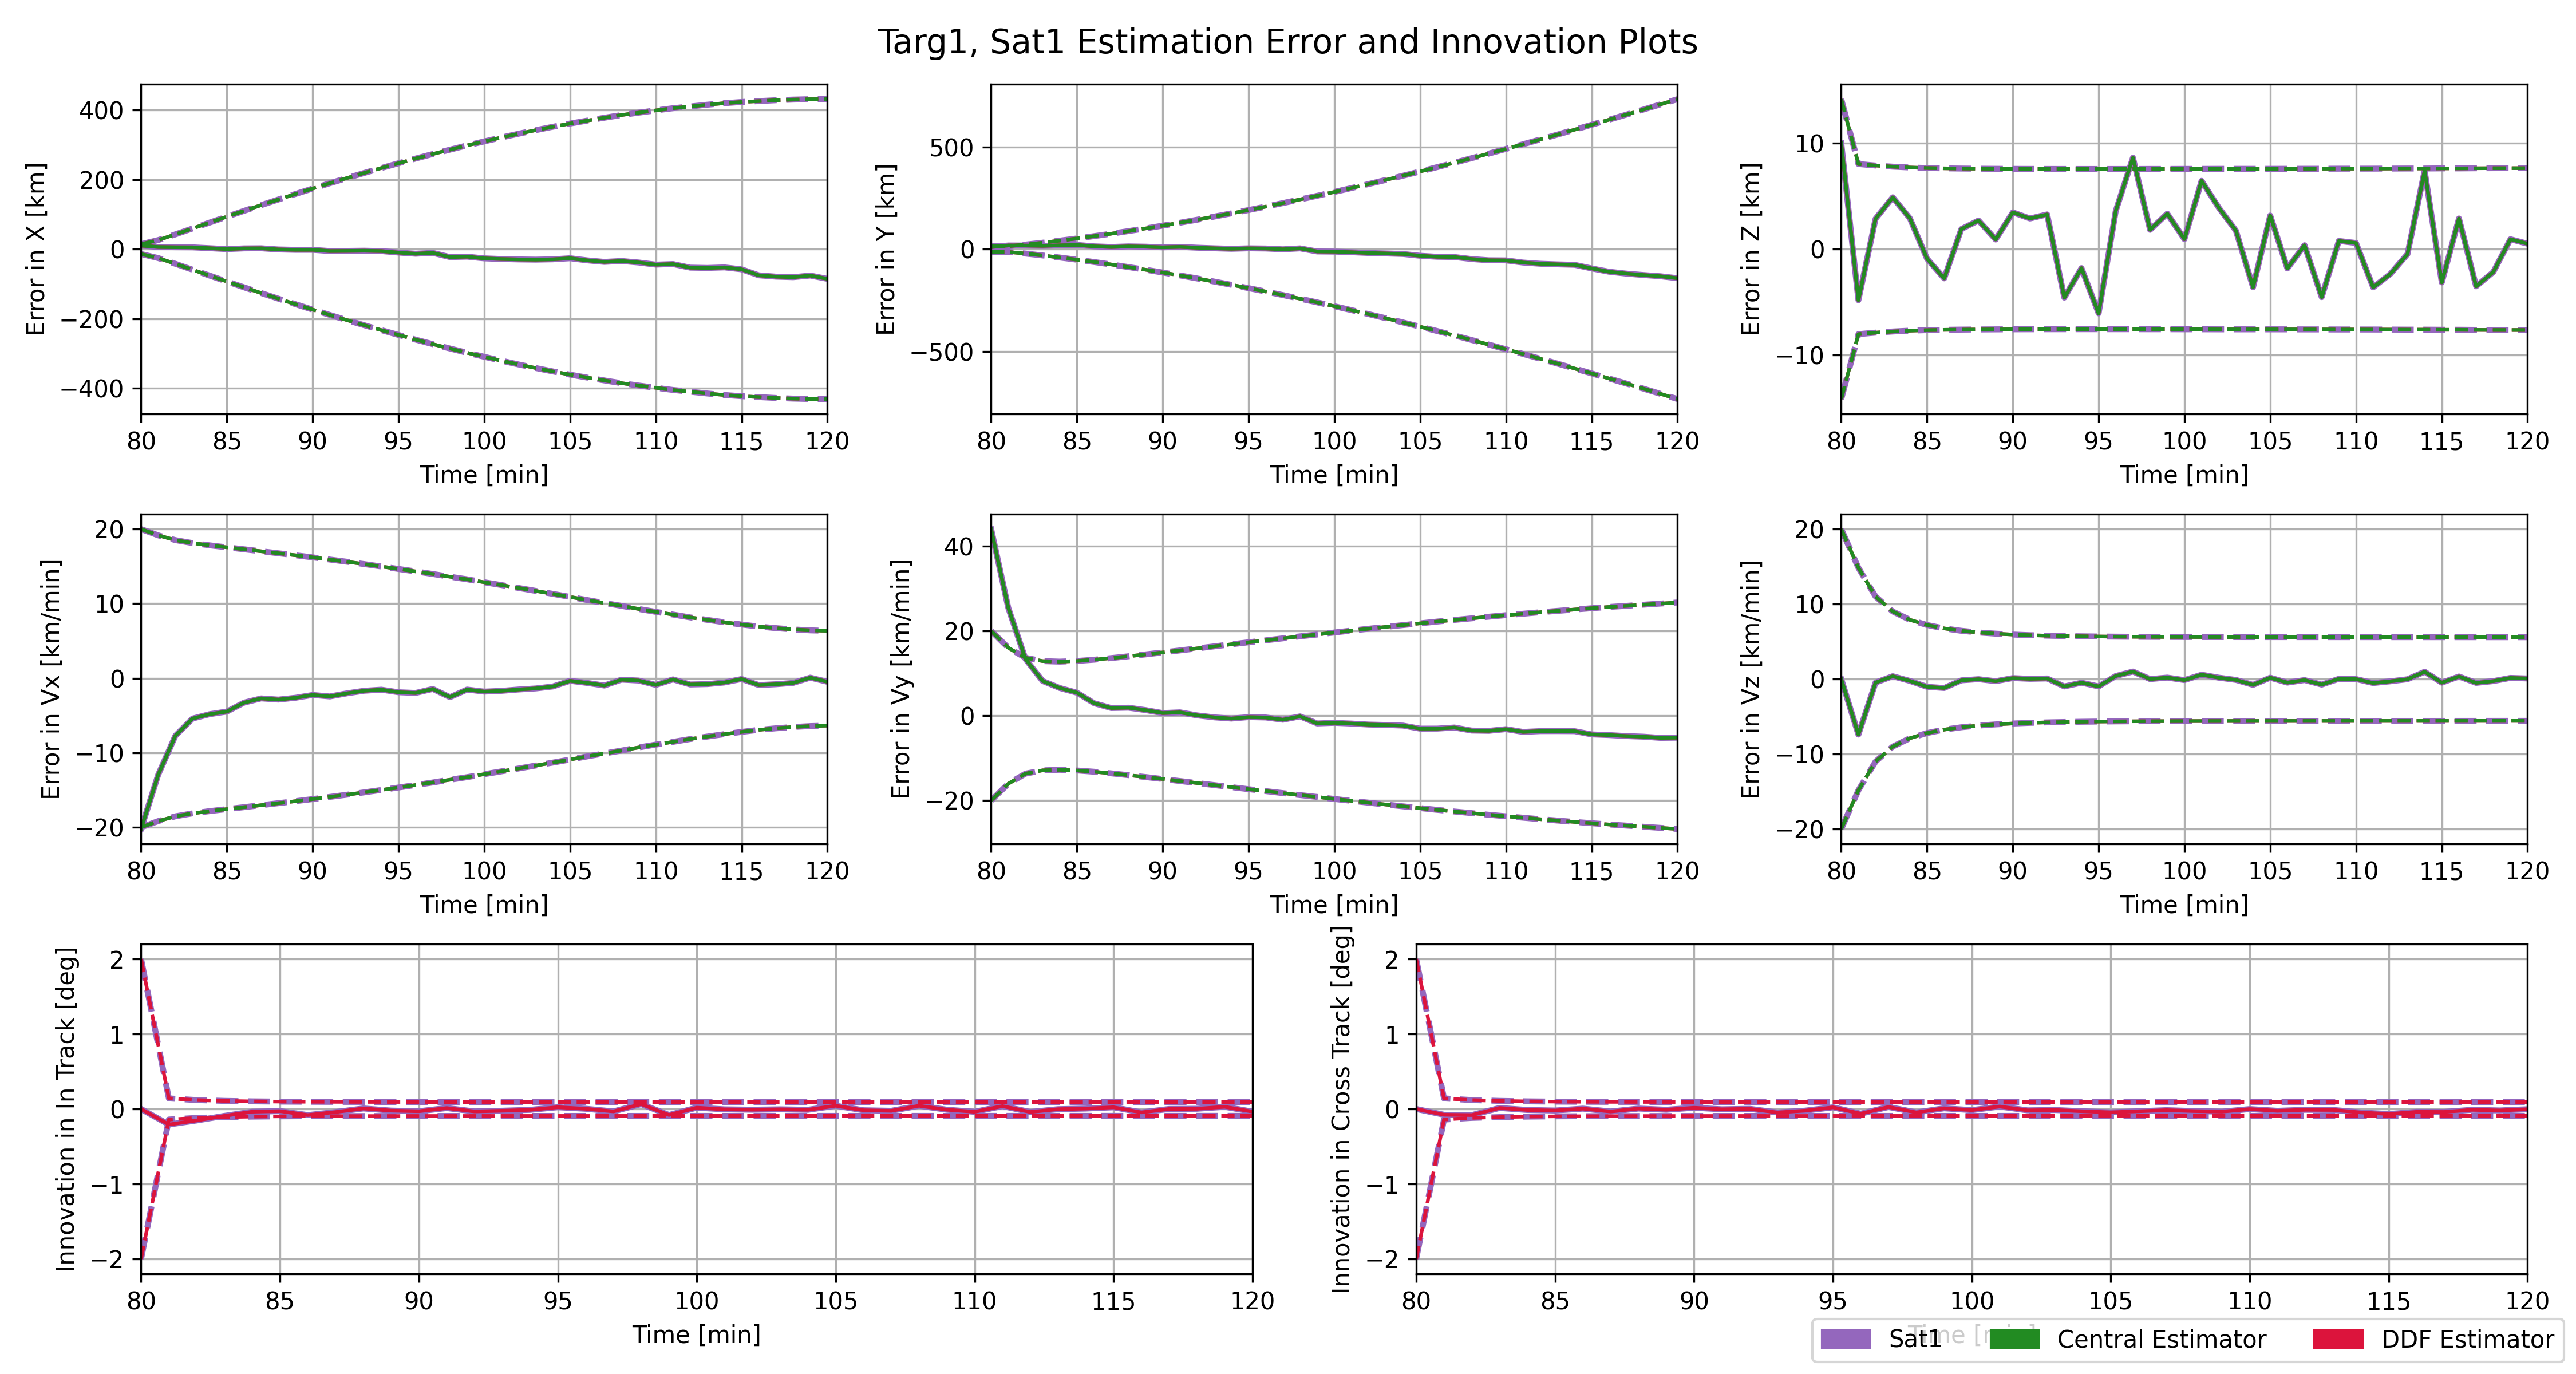 Targ1, Sat1 Estimation Error and Innovation Plots
Error in X [km]
400
200
0
−200
−400
80 85 90 95 100 105 110 115 120
Time [min]
Error in Y [km]
500
0
−500
80 85 90 95 100 105 110 115 120
Time [min]
Error in Z [km]
10
0
−10
80 85 90 95 100 105 110 115 120
Time [min]
Error in Vx [km/min]
20
10
0
−10
−20
80 85 90 95 100 105 110 115 120
Time [min]
Error in Vy [km/min]
40
20
0
−20
80 85 90 95 100 105 110 115 120
Time [min]
Error in Vz [km/min]
20
10
0
−10
−20
80 85 90 95 100 105 110 115 120
Time [min]
Innovation in In Track [deg]
2
1
0
−1
−2
80 85 90 95 100 105 110 115 120
Time [min]
Innovation in Cross Track [deg]
2
1
0
−1
−2
80 85 90 95 100 105 110 115 120
Time [min]
Sat1 Central Estimator DDF Estimator